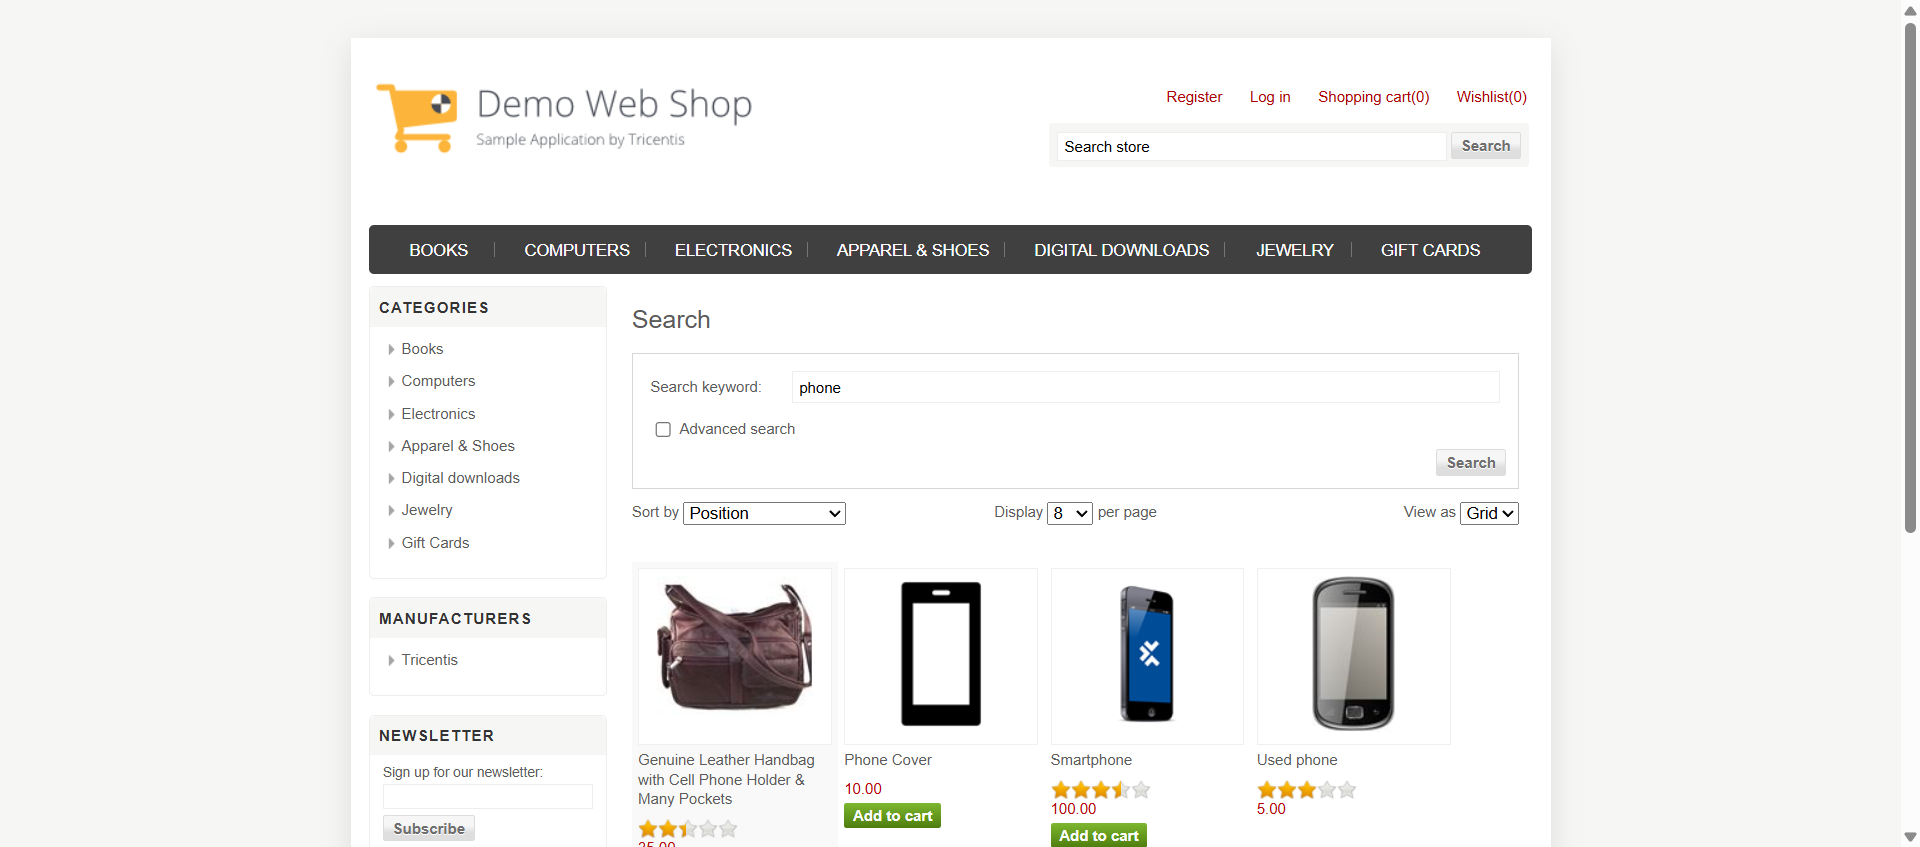 Demo Web Shop
Sample Application by Tricentis
Register Log in Shopping cart(0) Wishlist(0)
Search store Search
BOOKS COMPUTERS ELECTRONICS APPAREL & SHOES DIGITAL DOWNLOADS JEWELRY GIFT CARDS
CATEGORIES
Books
Computers
Electronics
Apparel & Shoes
Digital downloads
Jewelry
Gift Cards
MANUFACTURERS
Tricentis
NEWSLETTER
Sign up for our newsletter:
Subscribe
Search
Search keyword: phone
Advanced search
Search
Sort by Position Display 8 per page View as Grid
Genuine Leather Handbag
with Cell Phone Holder &
Many Pockets
Phone Cover
10.00
Add to cart
Smartphone
100.00
Add to cart
Used phone
5.00